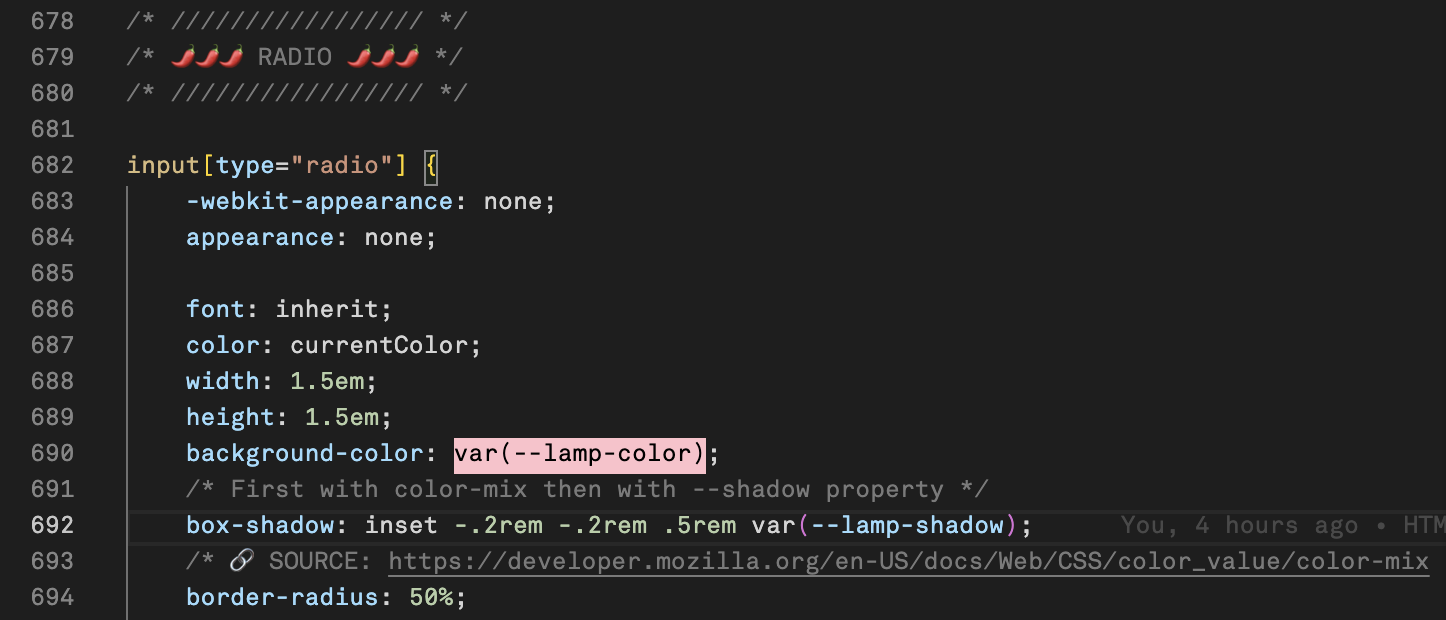 678 /* ///////////////// */
679 /* 🌶️🌶️🌶️ RADIO 🌶️🌶️🌶️ */
680 /* ///////////////// */
681
682 input[type="radio"] {
683 -webkit-appearance: none;
684 appearance: none;
685
686 font: inherit;
687 color: currentColor;
688 width: 1.5em;
689 height: 1.5em;
690 background-color: var(--lamp-color);
691 /* First with color-mix then with --shadow property */
692 box-shadow: inset -.2rem -.2rem .5rem var(--lamp-shadow); You, 4 hours ago • HTM
693 /* 🔗 SOURCE: https://developer.mozilla.org/en-US/docs/Web/CSS/color_value/color-mix
694 border-radius: 50%;